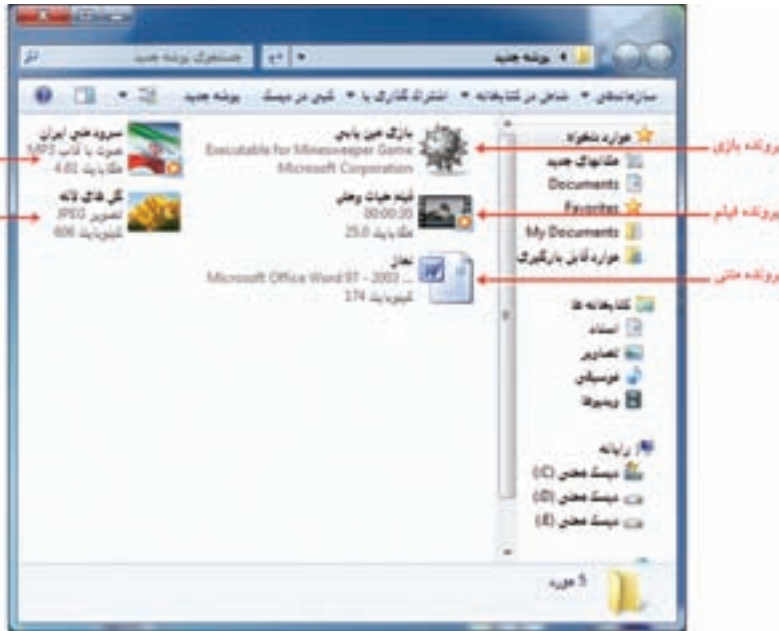 پوشه جدید
جستجوی پوشه جدید
سازماندهی
شامل در کتابخانه
اشتراک گذاری با
کپی در دیسک
پوشه جدید
موارد دلخواه
مکانهای جدید
Documents
Favorites
My Documents
موارد قابل بارگیری
کتابخانه ها
اسناد
تصاویر
موسیقی
ویدیوها
رایانه
دیسک محلی (C:)
دیسک محلی (D:)
دیسک محلی (E:)
بازی مین یابی
Executable for Minesweeper Game
Microsoft Corporation
سرود ملی ایران
صوت با قالب MP3
4.61 مگابایت
فیلم حیات وحش
00:00:30
25.0 مگابایت
گل های لاله
تصویر JPEG
606 کیلوبایت
نماز
Microsoft Office Word 97 - 2003 ...
174 کیلوبایت
5 مورد
پرونده بازی
پرونده فیلم
پرونده متنی